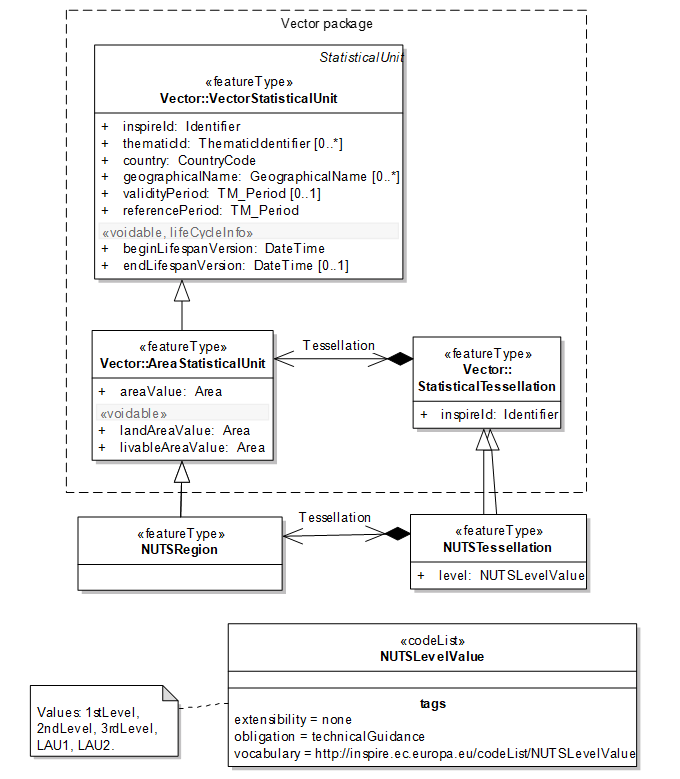 Vector package
StatisticalUnit
«featureType»
Vector::VectorStatisticalUnit
+ inspireId: Identifier
+ thematicId: ThematicIdentifier [0..*]
+ country: CountryCode
+ geographicalName: GeographicalName [0..*]
+ validityPeriod: TM_Period [0..1]
+ referencePeriod: TM_Period
«voidable, lifeCycleInfo»
+ beginLifespanVersion: DateTime
+ endLifespanVersion: DateTime [0..1]
«featureType»
Vector::AreaStatisticalUnit
+ areaValue: Area
«voidable»
+ landAreaValue: Area
+ livableAreaValue: Area
Tessellation
«featureType»
Vector::
StatisticalTessellation
+ inspireId: Identifier
«featureType»
NUTSRegion
Tessellation
«featureType»
NUTSTessellation
+ level: NUTSLevelValue
«codeList»
NUTSLevelValue
tags
extensibility = none
obligation = technicalGuidance
vocabulary = http://inspire.ec.europa.eu/codeList/NUTSLevelValue
Values: 1stLevel,
2ndLevel, 3rdLevel,
LAU1, LAU2.